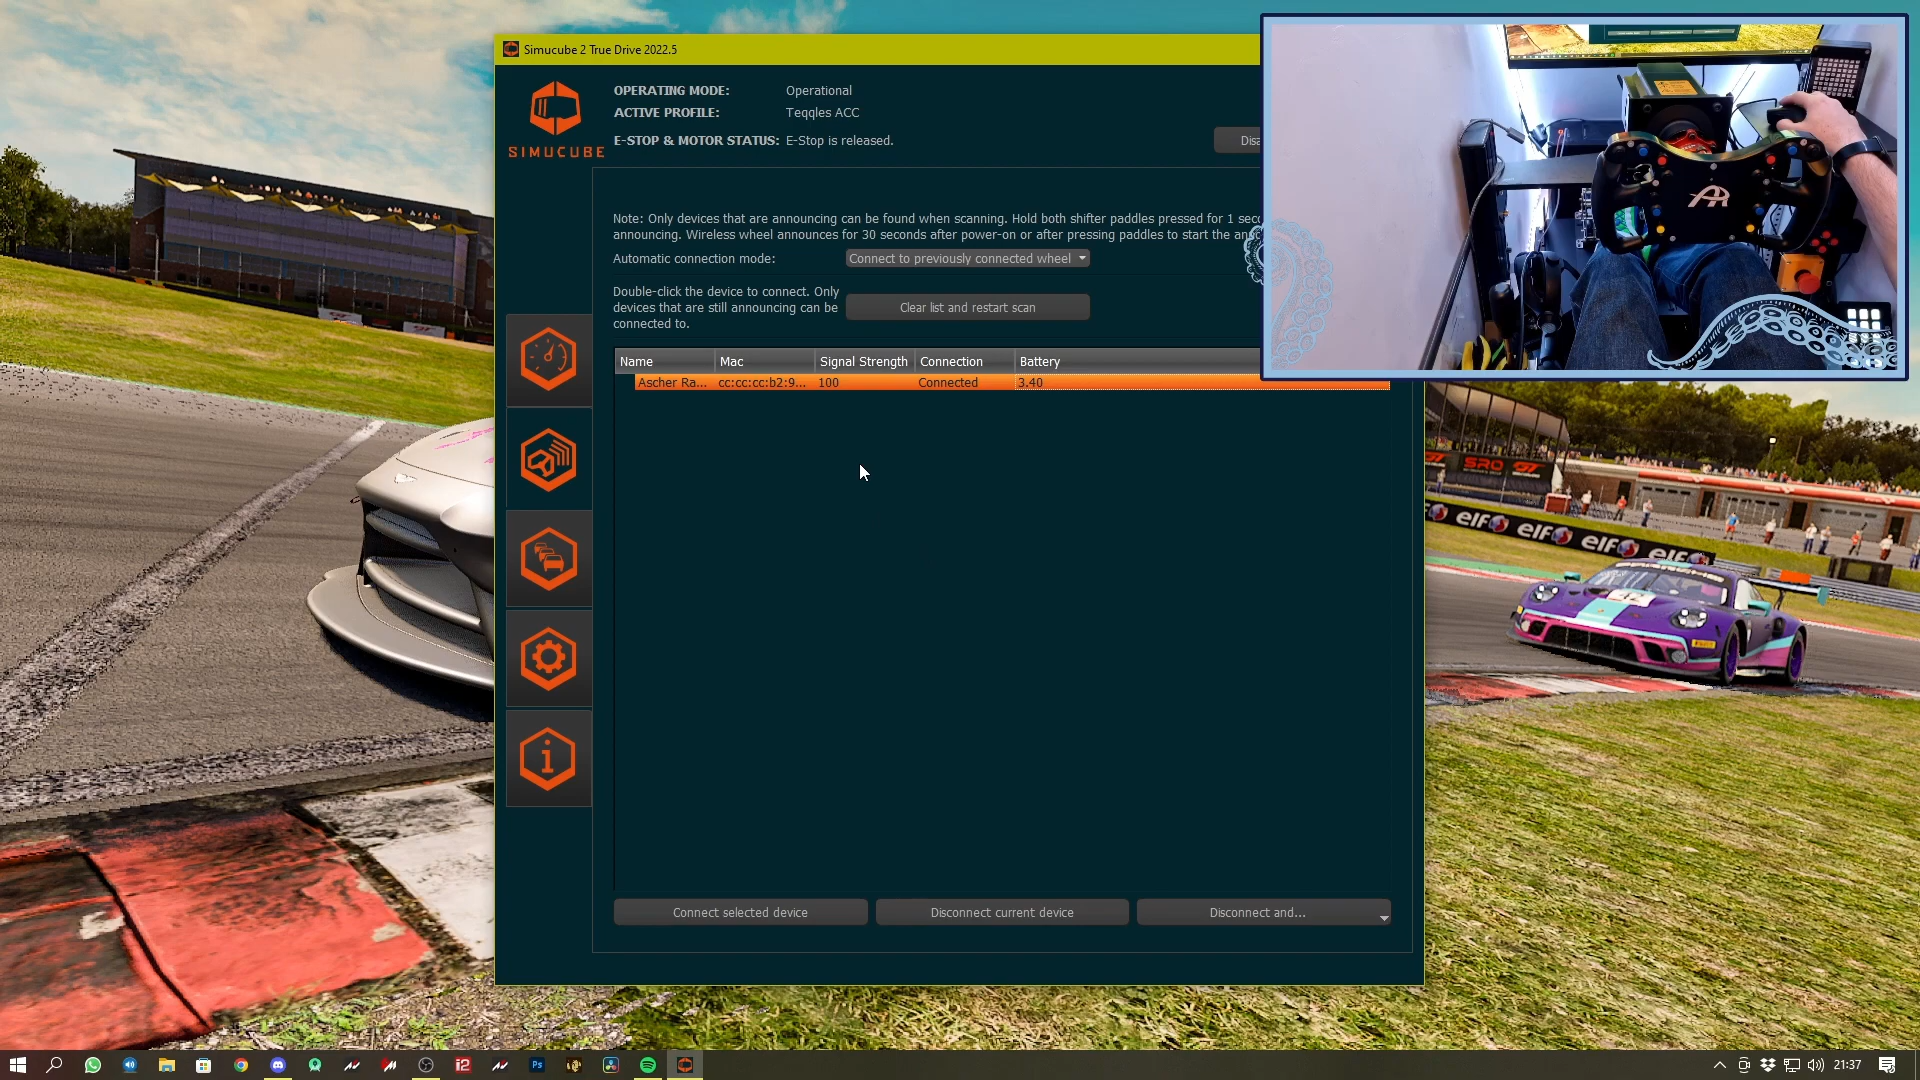 Simucube 2 True Drive 2022.5
OPERATING MODE: Operational
ACTIVE PROFILE: Teqqles ACC
E-STOP & MOTOR STATUS: E-Stop is released.
Disa
SIMUCUBE
Note: Only devices that are announcing can be found when scanning. Hold both shifter paddles pressed for 1 seco
announcing. Wireless wheel announces for 30 seconds after power-on or after pressing paddles to start the
Automatic connection mode: Connect to previously connected wheel
Double-click the device to connect. Only
devices that are still announcing can be
connected to.
Clear list and restart scan
Name Mac Signal Strength Connection Battery
Ascher Ra... cc:cc:cc:b2:9... 100 Connected 3.40
SRO GT
elf elf elf
Connect selected device Disconnect current device Disconnect and...
i2 Ps 21:37